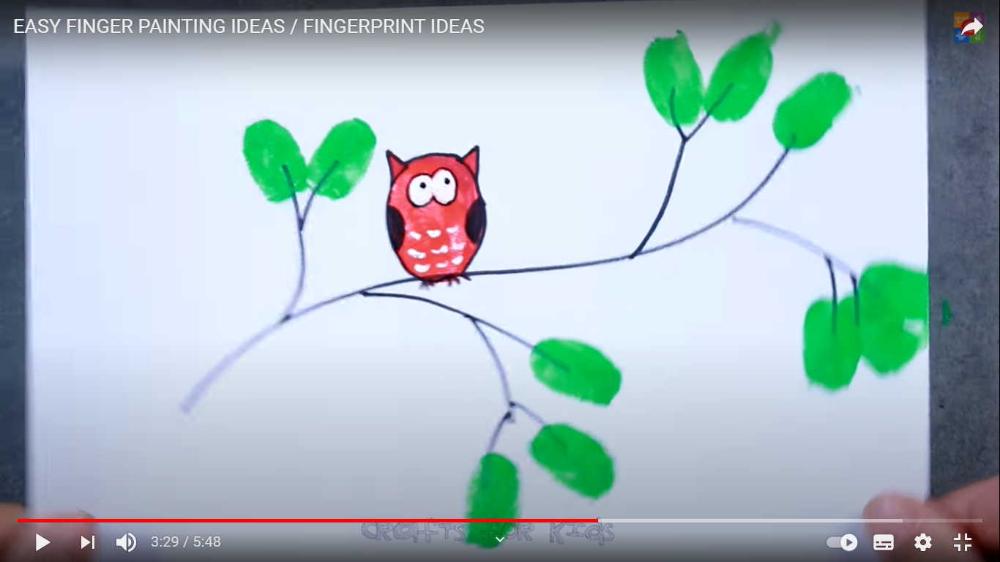 EASY FINGER PAINTING IDEAS / FINGERPRINT IDEAS
CRAFTS FOR KIDS
3:29 / 5:48